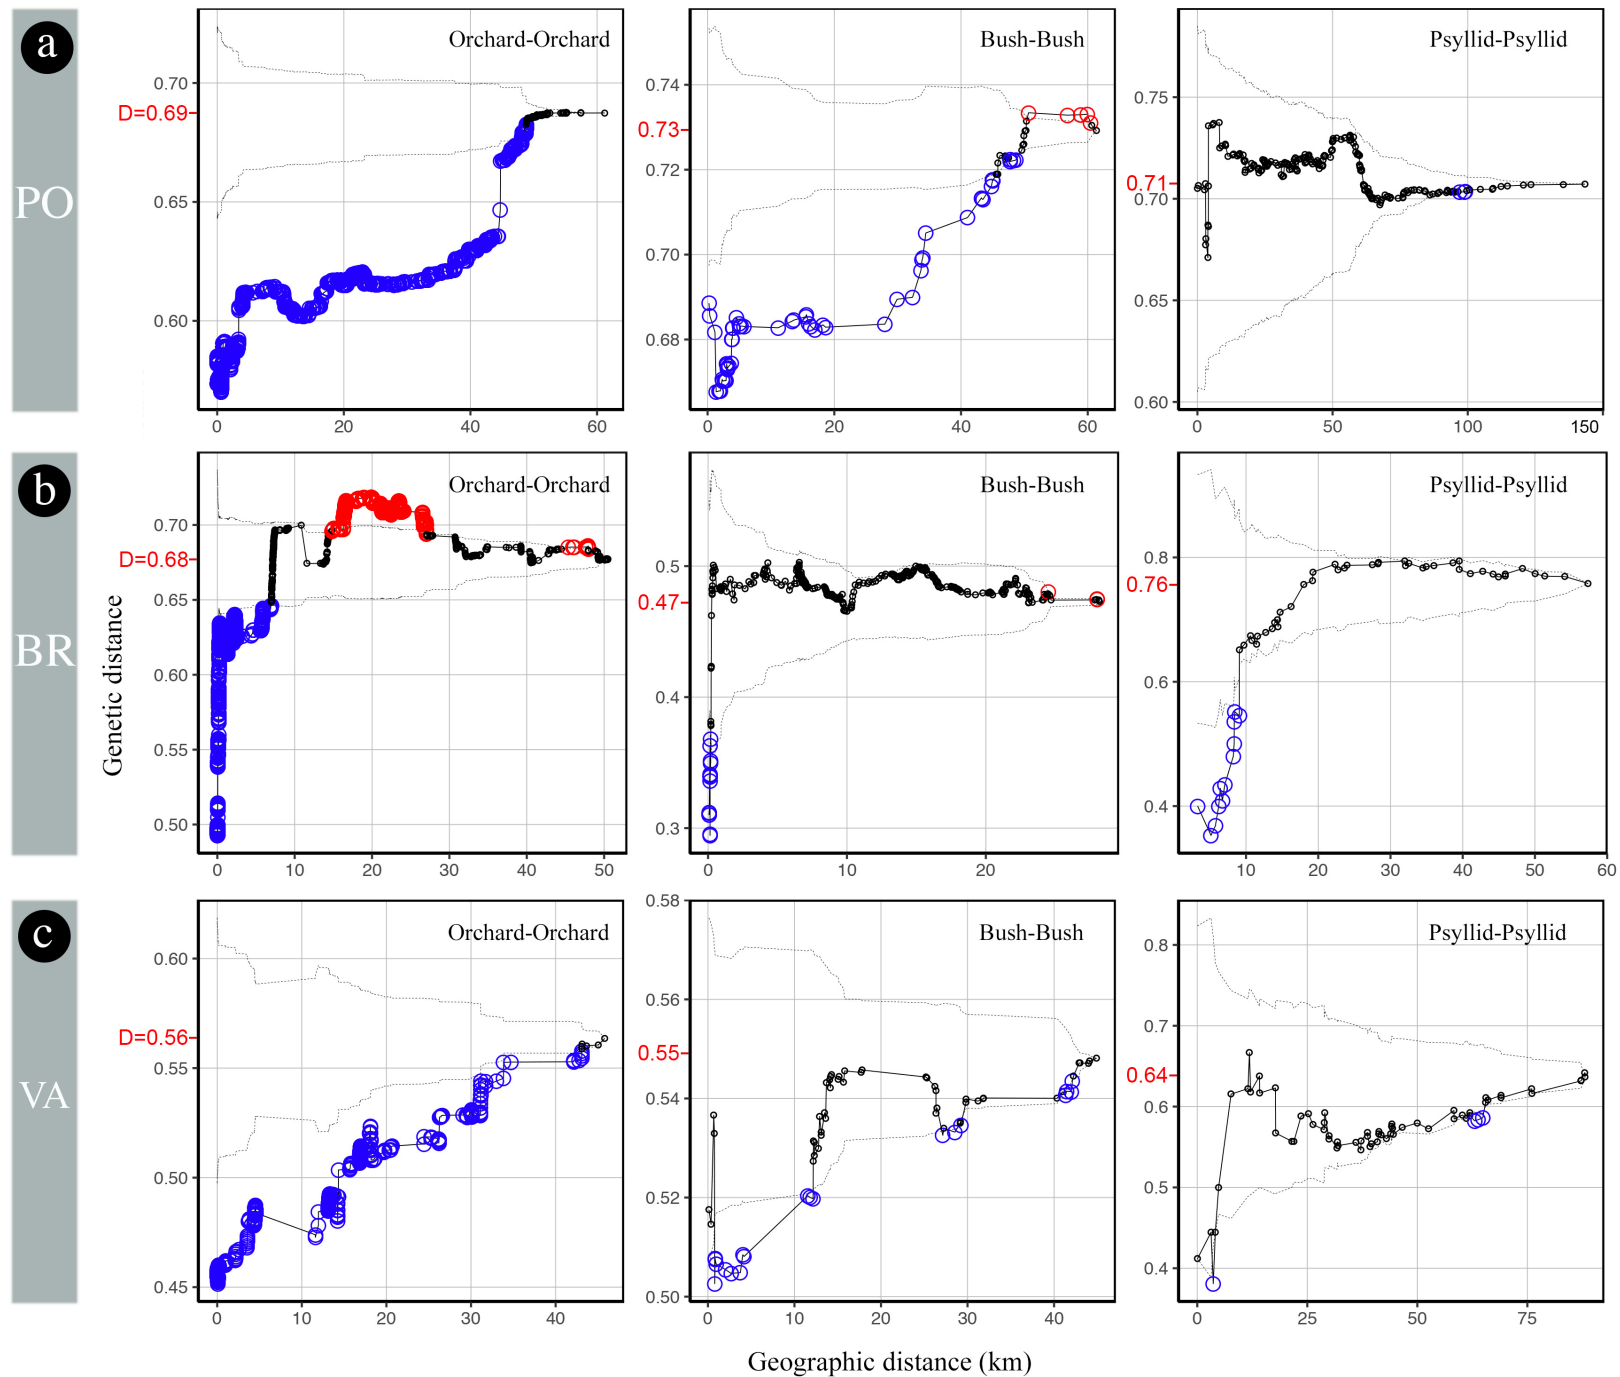 a
PO
Orchard-Orchard
0.70
D=0.69
0.65
0.60
0 20 40 60
Bush-Bush
0.74
0.73
0.72
0.70
0.68
0 20 40 60
Psyllid-Psyllid
0.75
0.71
0.70
0.65
0.60
0 50 100 150
b
BR
Genetic distance
Orchard-Orchard
0.70
D=0.68
0.65
0.60
0.55
0.50
0 10 20 30 40 50
Bush-Bush
0.5
0.47
0.4
0.3
0 10 20
Psyllid-Psyllid
0.8
0.76
0.6
0.4
10 20 30 40 50 60
c
VA
Orchard-Orchard
0.60
D=0.56
0.55
0.50
0.45
0 10 20 30 40
Bush-Bush
0.58
0.56
0.55
0.54
0.52
0.50
0 10 20 30 40
Psyllid-Psyllid
0.8
0.7
0.64
0.6
0.5
0.4
0 25 50 75
Geographic distance (km)